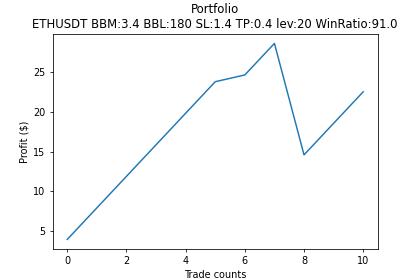 Portfolio
ETHUSDT BBM:3.4 BBL:180 SL:1.4 TP:0.4 lev:20 WinRatio:91.0
25
20
15
10
5
Profit ($)
0 2 4 6 8 10
Trade counts